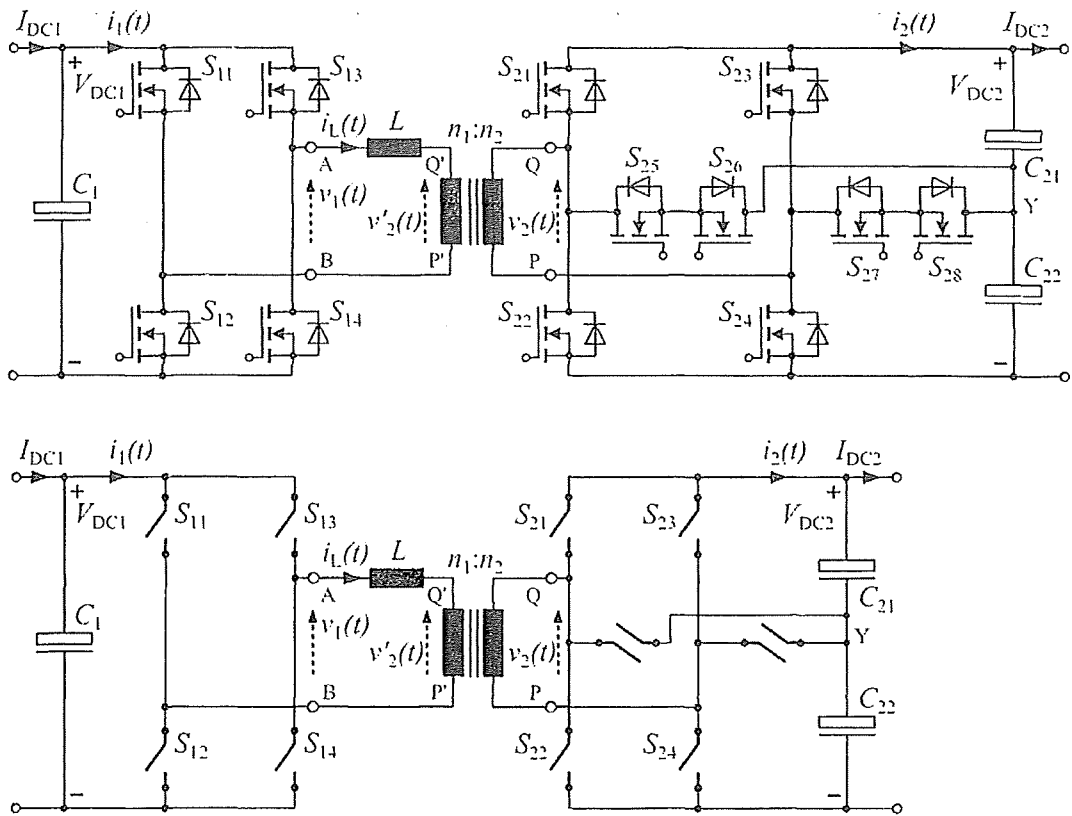 I_DC1 i_1(t) i_2(t) I_DC2
+ S_11 S_13 S_21 S_23 +
V_DC1 V_DC2
i_L(t) L n_1:n_2
A Q' Q S_25 S_26
C_1 v_1(t) v'_2(t) v_2(t) C_21
Y
B P' P S_27 S_28 C_22
S_12 S_14 S_22 S_24
− −
I_DC1 i_1(t) i_2(t) I_DC2
+ +
V_DC1 S_11 S_13 S_21 S_23 V_DC2
i_L(t) L n_1:n_2
A Q' Q
C_1 v_1(t) v'_2(t) v_2(t) C_21
Y
B P' P
C_22
S_12 S_14 S_22 S_24
− −